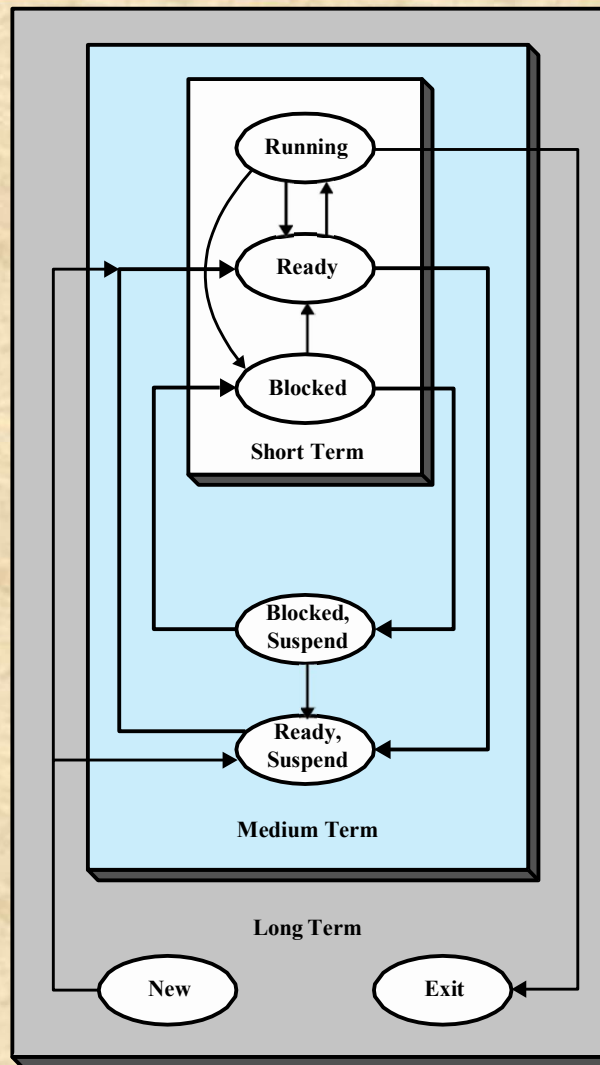 Running
Ready
Blocked
Short Term
Blocked,
Suspend
Ready,
Suspend
Medium Term
Long Term
New
Exit